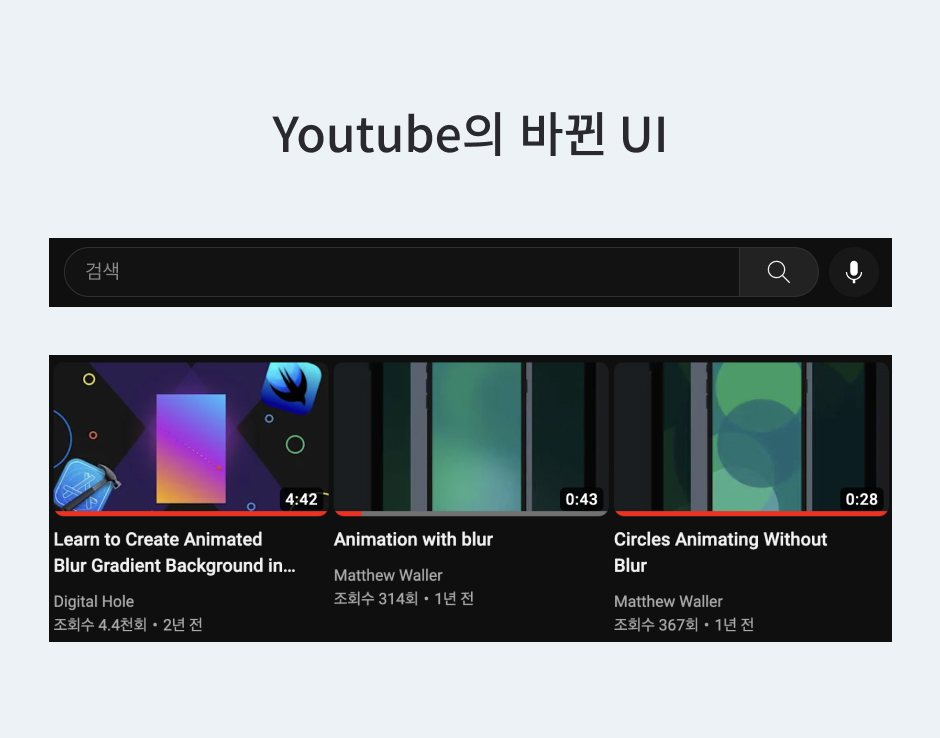 Youtube의 바뀐 UI
검색
4:42
0:43
0:28
Learn to Create Animated
Blur Gradient Background in...
Digital Hole
조회수 4.4천회 • 2년 전
Animation with blur
Matthew Waller
조회수 314회 • 1년 전
Circles Animating Without
Blur
Matthew Waller
조회수 367회 • 1년 전